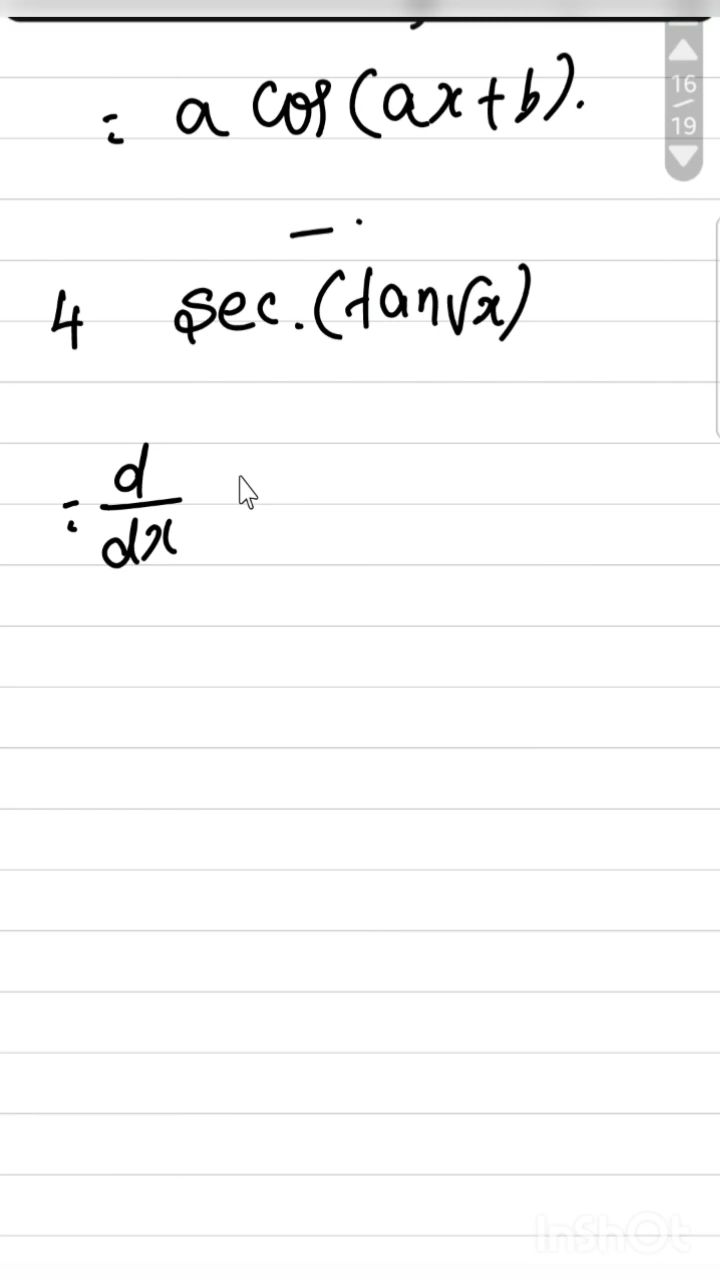 = a cos(ax+b).
4 sec.(tan√x)
= d/dx
16
19
InShOt